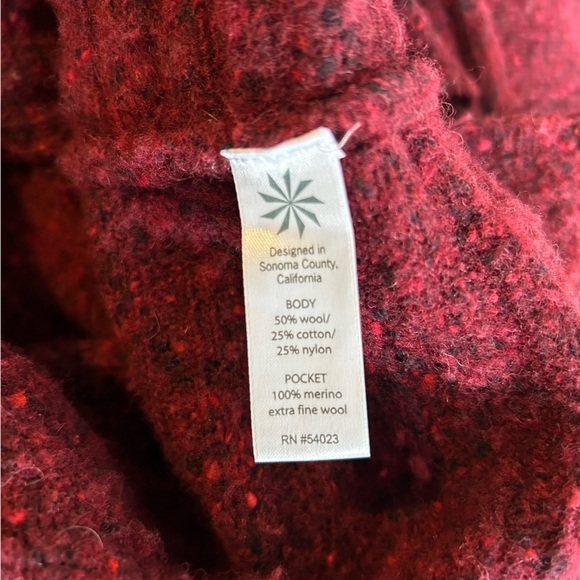 Designed in
Sonoma County,
California
BODY
50% wool/
25% cotton/
25% nylon
POCKET
100% merino
extra fine wool
RN #54023